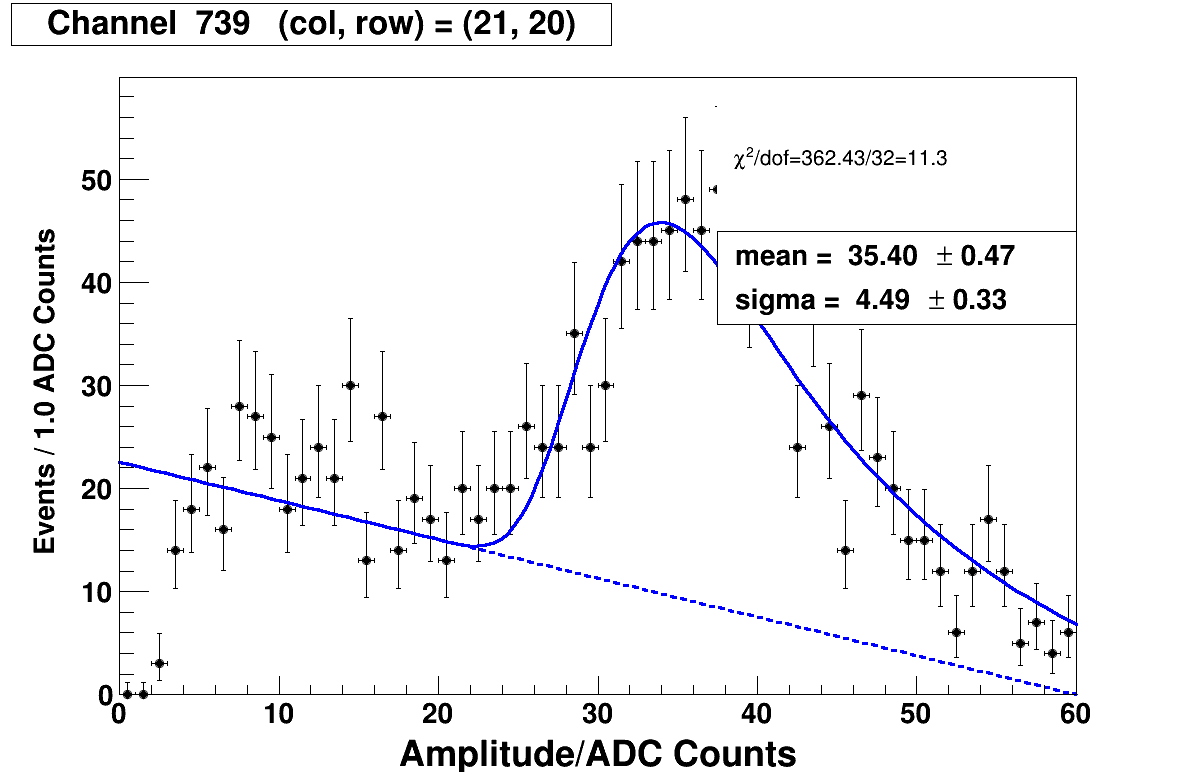 Channel 739 (col, row) = (21, 20)
χ²/dof=362.43/32=11.3
mean = 35.40 ± 0.47
sigma = 4.49 ± 0.33
Events / 1.0 ADC Counts
50
40
30
20
10
0
0 10 20 30 40 50 60
Amplitude/ADC Counts